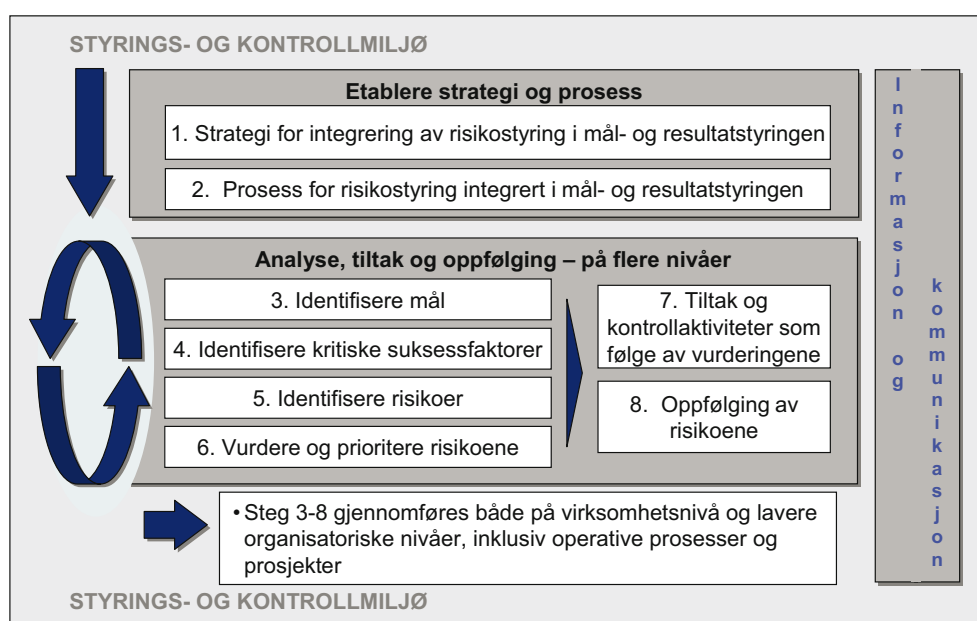 STYRINGS- OG KONTROLLMILJØ
Etablere strategi og prosess
1. Strategi for integrering av risikostyring i mål- og resultatstyringen
2. Prosess for risikostyring integrert i mål- og resultatstyringen
Analyse, tiltak og oppfølging – på flere nivåer
3. Identifisere mål
4. Identifisere kritiske suksessfaktorer
5. Identifisere risikoer
6. Vurdere og prioritere risikoene
7. Tiltak og
kontrollaktiviteter som
følge av vurderingene
8. Oppfølging av
risikoene
• Steg 3-8 gjennomføres både på virksomhetsnivå og lavere
organisatoriske nivåer, inklusiv operative prosesser og
prosjekter
Informasjon og
kommunikasjon
STYRINGS- OG KONTROLLMILJØ